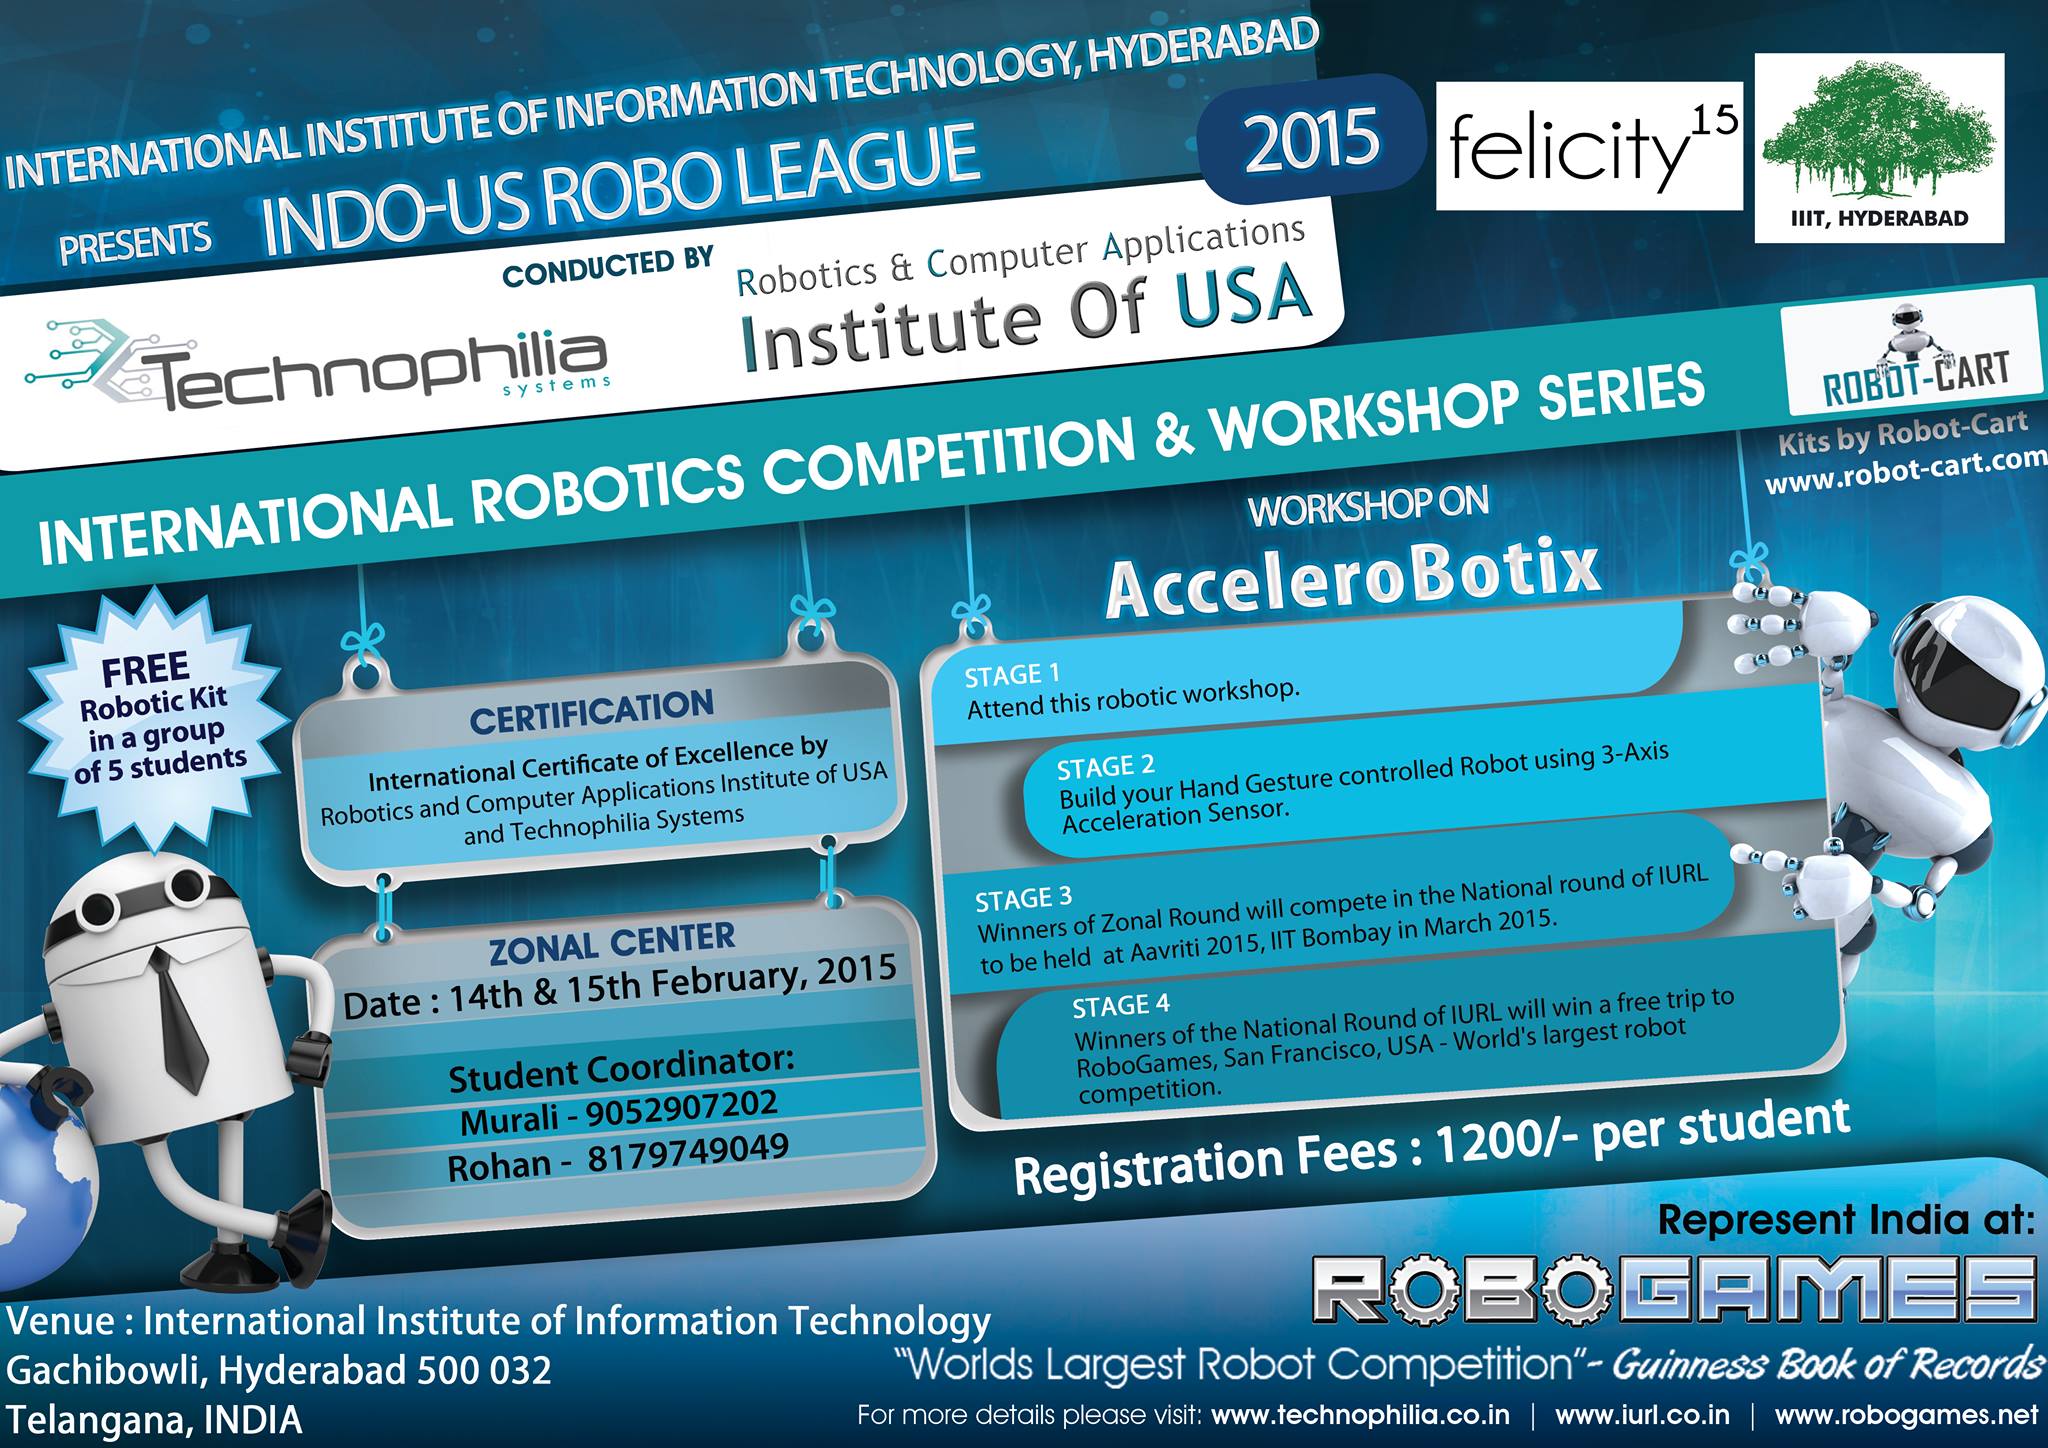 INTERNATIONAL INSTITUTE OF INFORMATION TECHNOLOGY, HYDERABAD
PRESENTS INDO-US ROBO LEAGUE
2015
felicity15
IIIT, HYDERABAD
CONDUCTED BY
Technophilia
systems
Robotics & Computer Applications
Institute Of USA
INTERNATIONAL ROBOTICS COMPETITION & WORKSHOP SERIES
ROBOT-CART
Kits by Robot-Cart
www.robot-cart.com
FREE
Robotic Kit
in a group
of 5 students
CERTIFICATION
International Certificate of Excellence by
Robotics and Computer Applications Institute of USA
and Technophilia Systems
ZONAL CENTER
Date : 14th & 15th February, 2015
Student Coordinator:
Murali - 9052907202
Rohan - 8179749049
WORKSHOP ON
AcceleroBotix
STAGE 1
Attend this robotic workshop.
STAGE 2
Build your Hand Gesture controlled Robot using 3-Axis
Acceleration Sensor.
STAGE 3
Winners of Zonal Round will compete in the National round of IURL
to be held at Aavriti 2015, IIT Bombay in March 2015.
STAGE 4
Winners of the National Round of IURL will win a free trip to
RoboGames, San Francisco, USA - World's largest robot
competition.
Registration Fees : 1200/- per student
Represent India at:
ROBOGAMES
"Worlds Largest Robot Competition"- Guinness Book of Records
Venue : International Institute of Information Technology
Gachibowli, Hyderabad 500 032
Telangana, INDIA
For more details please visit: www.technophilia.co.in | www.iurl.co.in | www.robogames.net